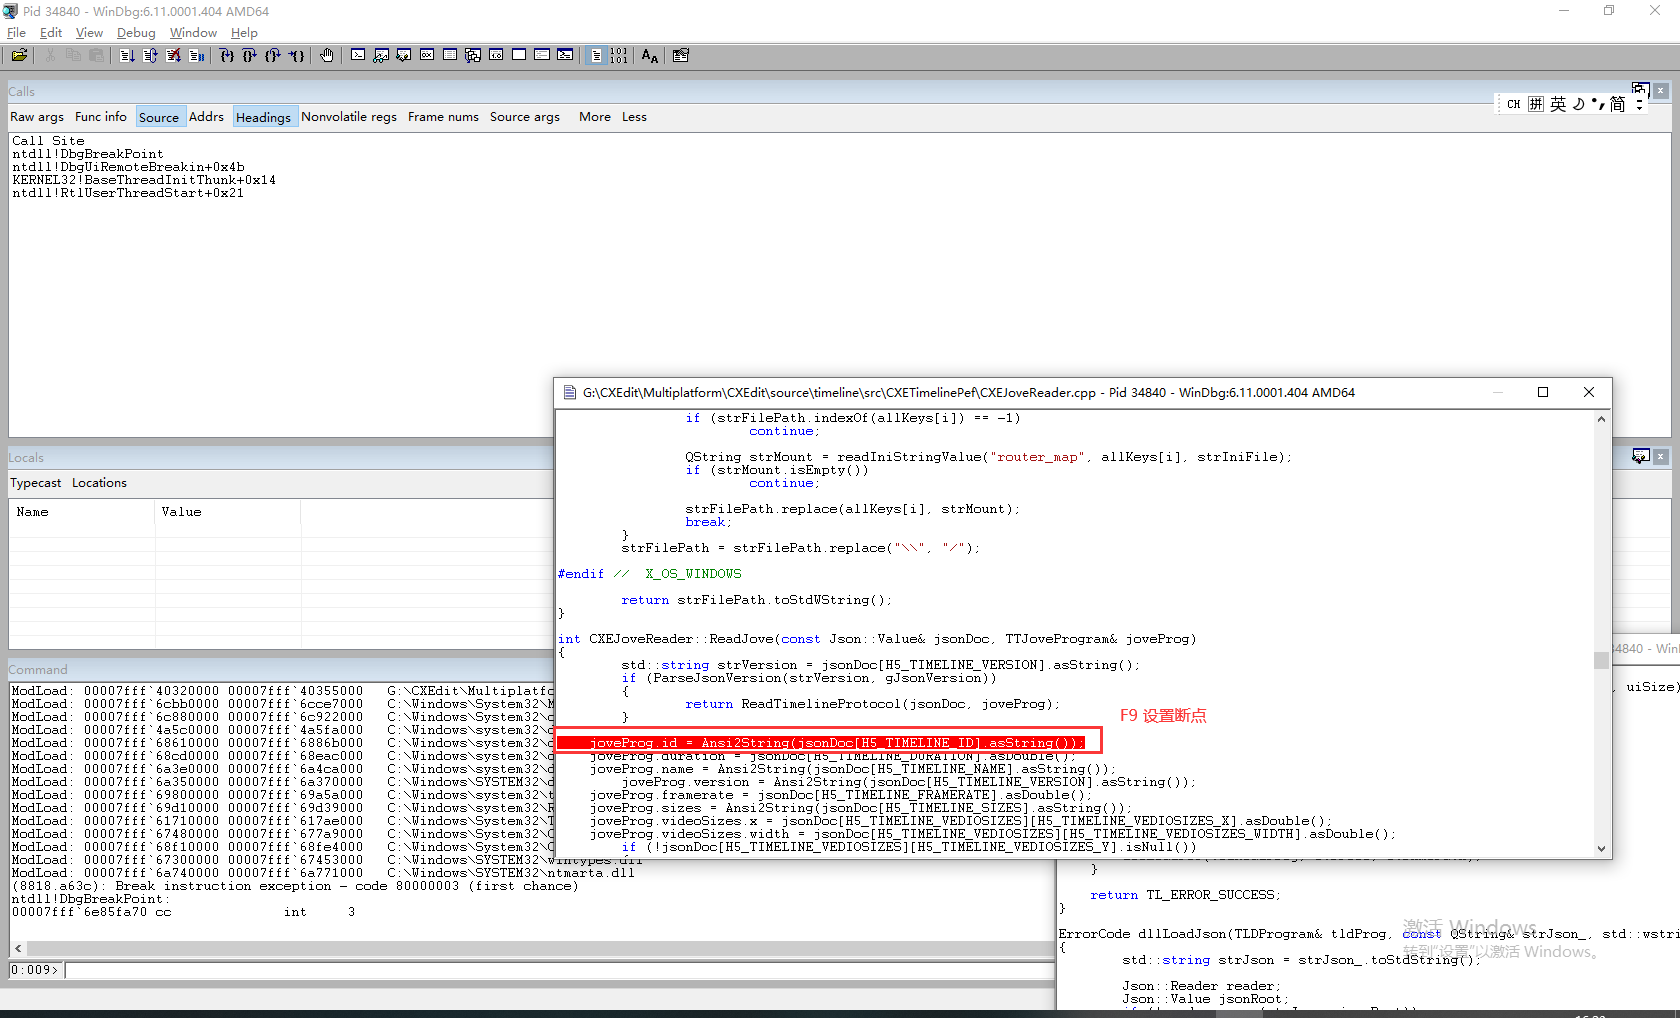 Pid 34840 - WinDbg:6.11.0001.404 AMD64
File Edit View Debug Window Help
Calls
CH 拼 英 简
Raw args Func info Source Addrs Headings Nonvolatile regs Frame nums Source args More Less
Call Site
ntdll!DbgBreakPoint
ntdll!DbgUiRemoteBreakin+0x4b
KERNEL32!BaseThreadInitThunk+0x14
ntdll!RtlUserThreadStart+0x21
Locals
Typecast Locations
Name Value
G:\CXEdit\Multiplatform\CXEdit\source\timeline\src\CXETimelinePef\CXEJoveReader.cpp - Pid 34840 - WinDbg:6.11.0001.404 AMD64
if (strFilePath.indexOf(allKeys[i]) == -1)
continue;
QString strMount = readIniStringValue("router_map", allKeys[i], strIniFile);
if (strMount.isEmpty())
continue;
strFilePath.replace(allKeys[i], strMount);
break;
}
strFilePath = strFilePath.replace("\\", "/");
#endif // X_OS_WINDOWS
return strFilePath.toStdWString();
}
int CXEJoveReader::ReadJove(const Json::Value& jsonDoc, TTJoveProgram& joveProg)
{
std::string strVersion = jsonDoc[H5_TIMELINE_VERSION].asString();
if (ParseJsonVersion(strVersion, gJsonVersion))
{
return ReadTimelineProtocol(jsonDoc, joveProg);
}
F9 设置断点
joveProg.id = Ansi2String(jsonDoc[H5_TIMELINE_ID].asString());
joveProg.duration = jsonDoc[H5_TIMELINE_DURATION].asDouble();
joveProg.name = Ansi2String(jsonDoc[H5_TIMELINE_NAME].asString());
joveProg.version = Ansi2String(jsonDoc[H5_TIMELINE_VERSION].asString());
joveProg.framerate = jsonDoc[H5_TIMELINE_FRAMERATE].asDouble();
joveProg.sizes = Ansi2String(jsonDoc[H5_TIMELINE_SIZES].asString());
joveProg.videoSizes.x = jsonDoc[H5_TIMELINE_VEDIOSIZES][H5_TIMELINE_VEDIOSIZES_X].asDouble();
joveProg.videoSizes.width = jsonDoc[H5_TIMELINE_VEDIOSIZES][H5_TIMELINE_VEDIOSIZES_WIDTH].asDouble();
if (!jsonDoc[H5_TIMELINE_VEDIOSIZES][H5_TIMELINE_VEDIOSIZES_Y].isNull())
Command
ModLoad: 00007fff`40320000 00007fff`40355000 G:\CXEdit\Multiplatfo
ModLoad: 00007fff`6cbb0000 00007fff`6cce7000 C:\Windows\System32\M
ModLoad: 00007fff`6c880000 00007fff`6c922000 C:\Windows\System32\c
ModLoad: 00007fff`4a5c0000 00007fff`4a5fa000 C:\Windows\system32\d
ModLoad: 00007fff`68610000 00007fff`6886b000 C:\Windows\system32\d
ModLoad: 00007fff`68cd0000 00007fff`68eac000 C:\Windows\system32\d
ModLoad: 00007fff`6a3e0000 00007fff`6a4ca000 C:\Windows\system32\d
ModLoad: 00007fff`6a350000 00007fff`6a370000 C:\Windows\SYSTEM32\d
ModLoad: 00007fff`69800000 00007fff`69a5a000 C:\Windows\system32\t
ModLoad: 00007fff`69d10000 00007fff`69d39000 C:\Windows\system32\R
ModLoad: 00007fff`61710000 00007fff`617ae000 C:\Windows\System32\T
ModLoad: 00007fff`67480000 00007fff`677a9000 C:\Windows\System32\C
ModLoad: 00007fff`68f10000 00007fff`68fe4000 C:\Windows\System32\C
ModLoad: 00007fff`67300000 00007fff`67453000 C:\Windows\SYSTEM32\wintypes.dll
ModLoad: 00007fff`6a740000 00007fff`6a771000 C:\Windows\SYSTEM32\ntmarta.dll
(8818.a63c): Break instruction exception - code 80000003 (first chance)
ntdll!DbgBreakPoint:
00007fff`6e85fa70 cc int 3
0:009>
34840 - Win
, uiSize)
}
return TL_ERROR_SUCCESS;
}
ErrorCode dllLoadJson(TLDProgram& tldProg, const QString& strJson_, std::wstri
{
std::string strJson = strJson_.toStdString();
Json::Reader reader;
Json::Value jsonRoot;
激活 Windows
转到"设置"以激活 Windows。